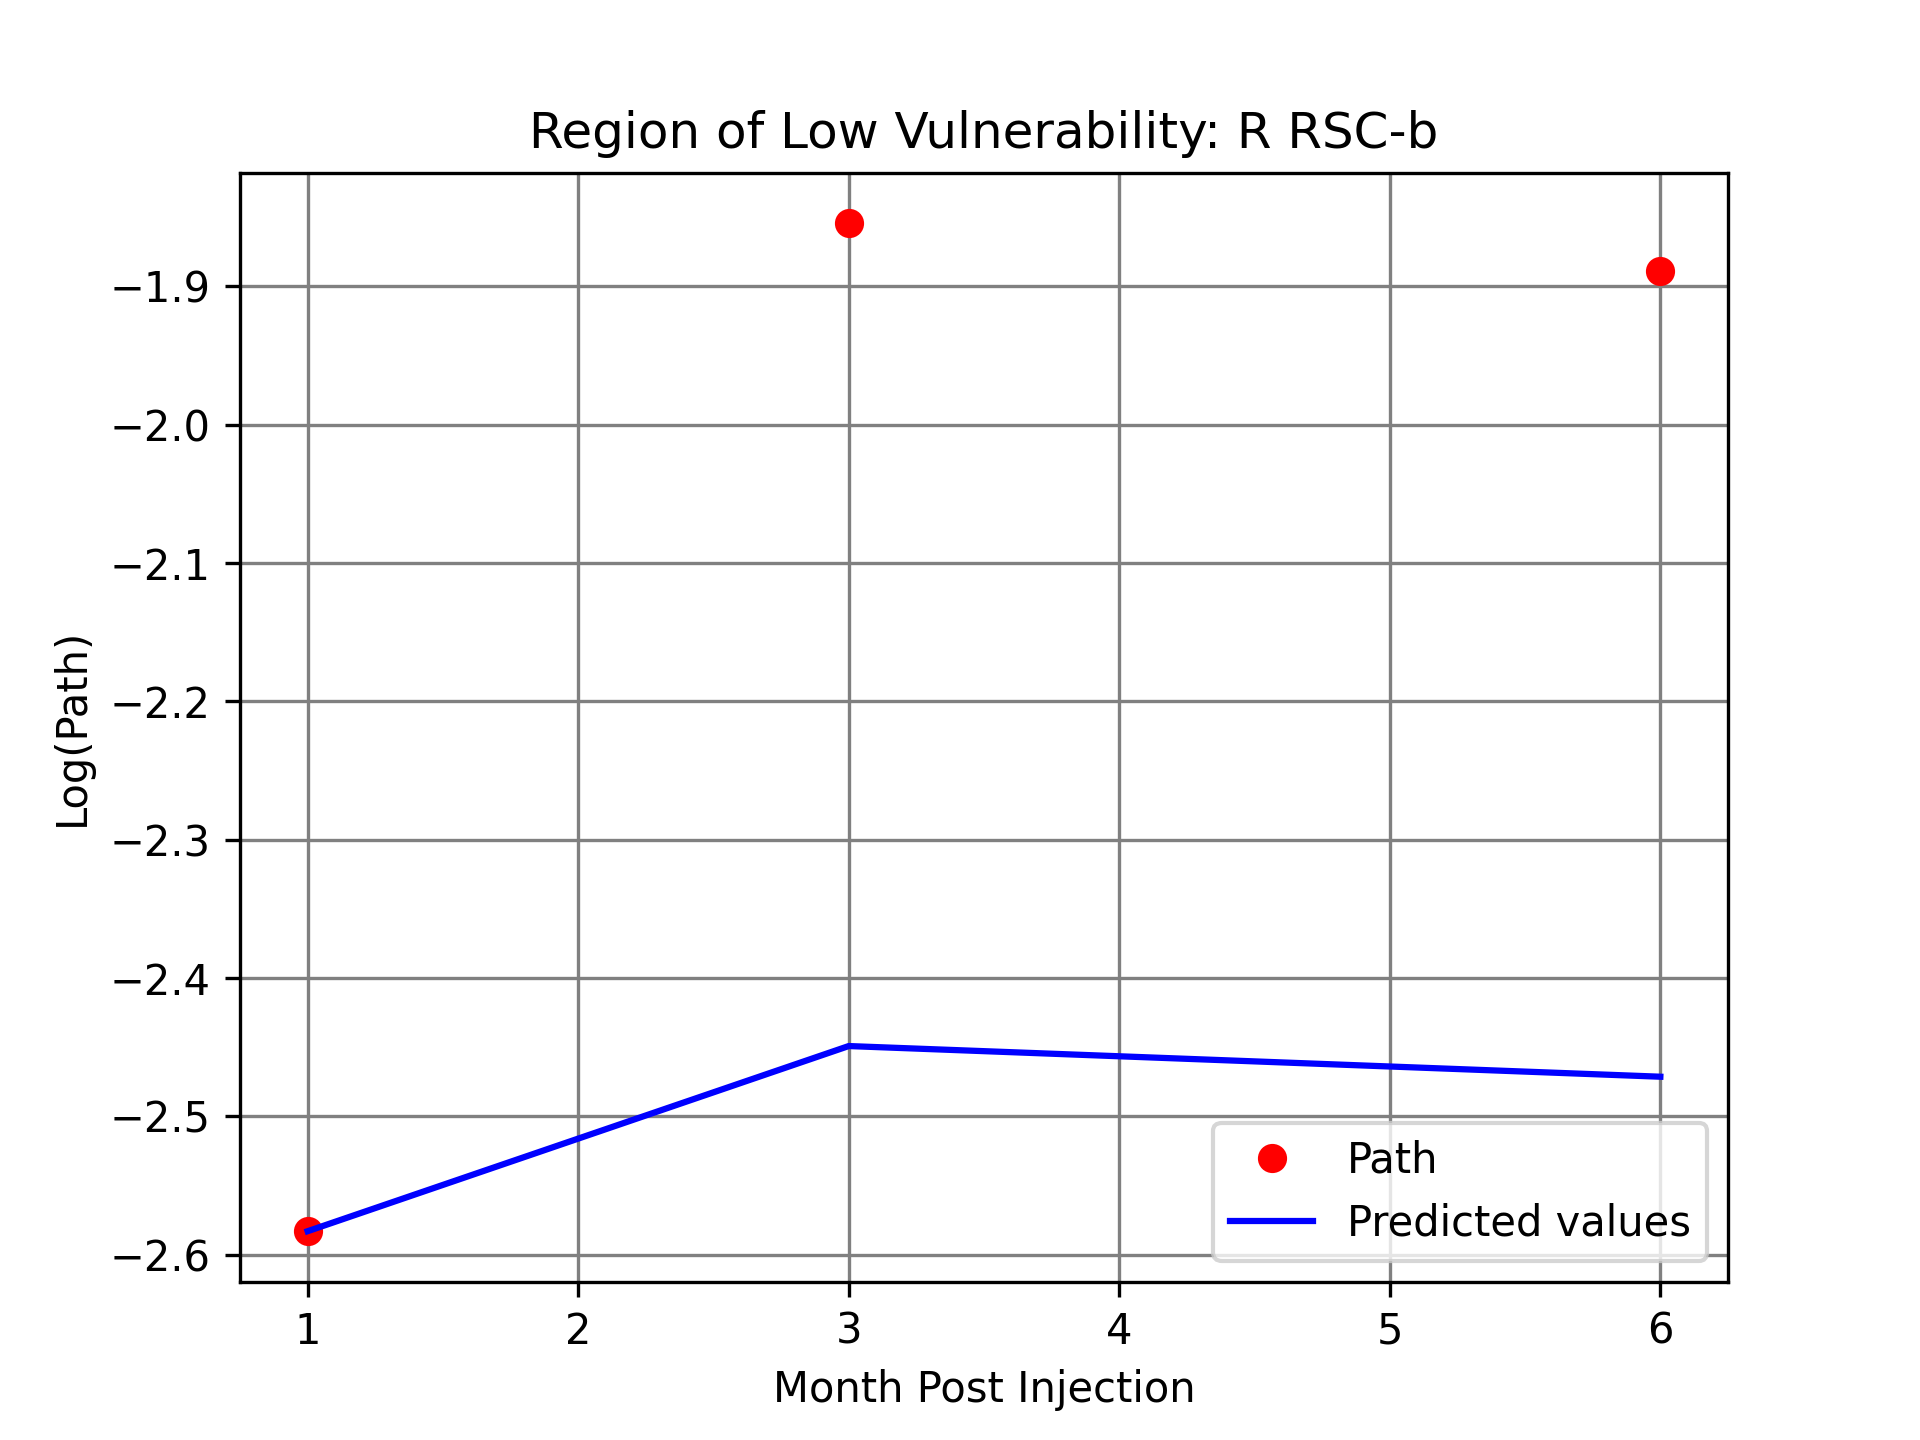 Region of Low Vulnerability: R RSC-b
−1.9
−2.0
−2.1
−2.2
−2.3
−2.4
−2.5
−2.6
Log(Path)
Path
Predicted values
1 2 3 4 5 6
Month Post Injection